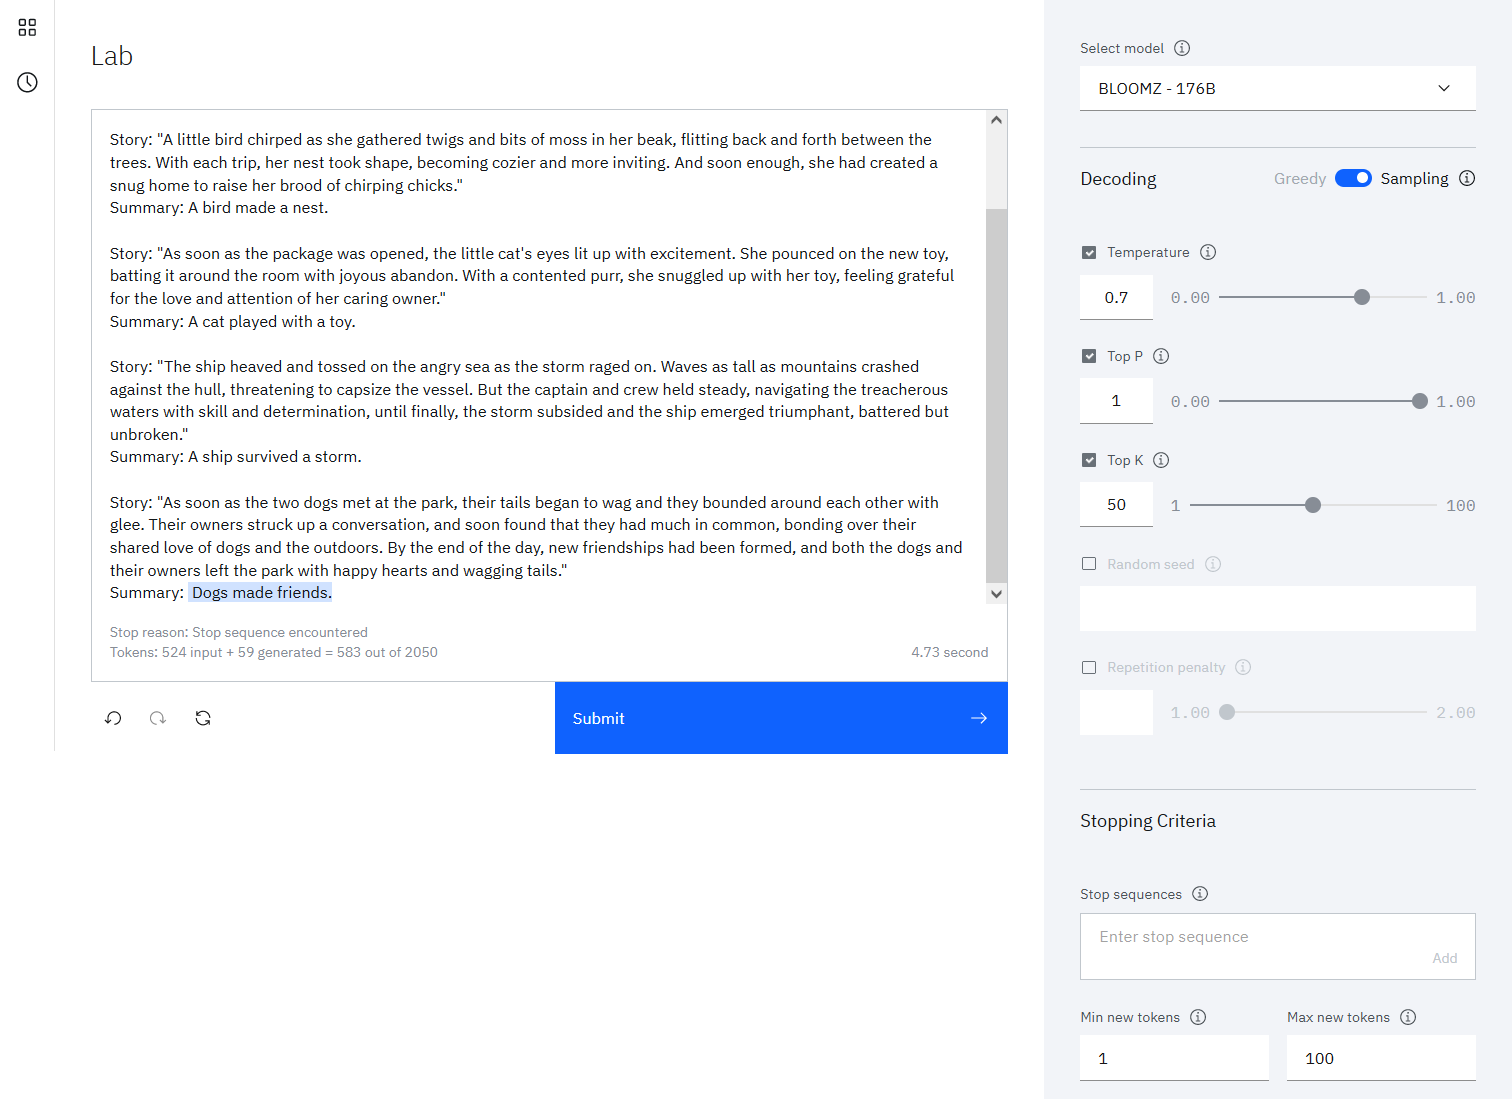 Lab
Story: "A little bird chirped as she gathered twigs and bits of moss in her beak, flitting back and forth between the
trees. With each trip, her nest took shape, becoming cozier and more inviting. And soon enough, she had created a
snug home to raise her brood of chirping chicks."
Summary: A bird made a nest.
Story: "As soon as the package was opened, the little cat's eyes lit up with excitement. She pounced on the new toy,
batting it around the room with joyous abandon. With a contented purr, she snuggled up with her toy, feeling grateful
for the love and attention of her caring owner."
Summary: A cat played with a toy.
Story: "The ship heaved and tossed on the angry sea as the storm raged on. Waves as tall as mountains crashed
against the hull, threatening to capsize the vessel. But the captain and crew held steady, navigating the treacherous
waters with skill and determination, until finally, the storm subsided and the ship emerged triumphant, battered but
unbroken."
Summary: A ship survived a storm.
Story: "As soon as the two dogs met at the park, their tails began to wag and they bounded around each other with
glee. Their owners struck up a conversation, and soon found that they had much in common, bonding over their
shared love of dogs and the outdoors. By the end of the day, new friendships had been formed, and both the dogs and
their owners left the park with happy hearts and wagging tails."
Summary: Dogs made friends.
Stop reason: Stop sequence encountered
Tokens: 524 input + 59 generated = 583 out of 2050
4.73 second
Submit
Select model
BLOOMZ - 176B
Decoding
Greedy
Sampling
Temperature
0.7
0.00
1.00
Top P
1
0.00
1.00
Top K
50
1
100
Random seed
Repetition penalty
1.00
2.00
Stopping Criteria
Stop sequences
Enter stop sequence
Add
Min new tokens
Max new tokens
1
100